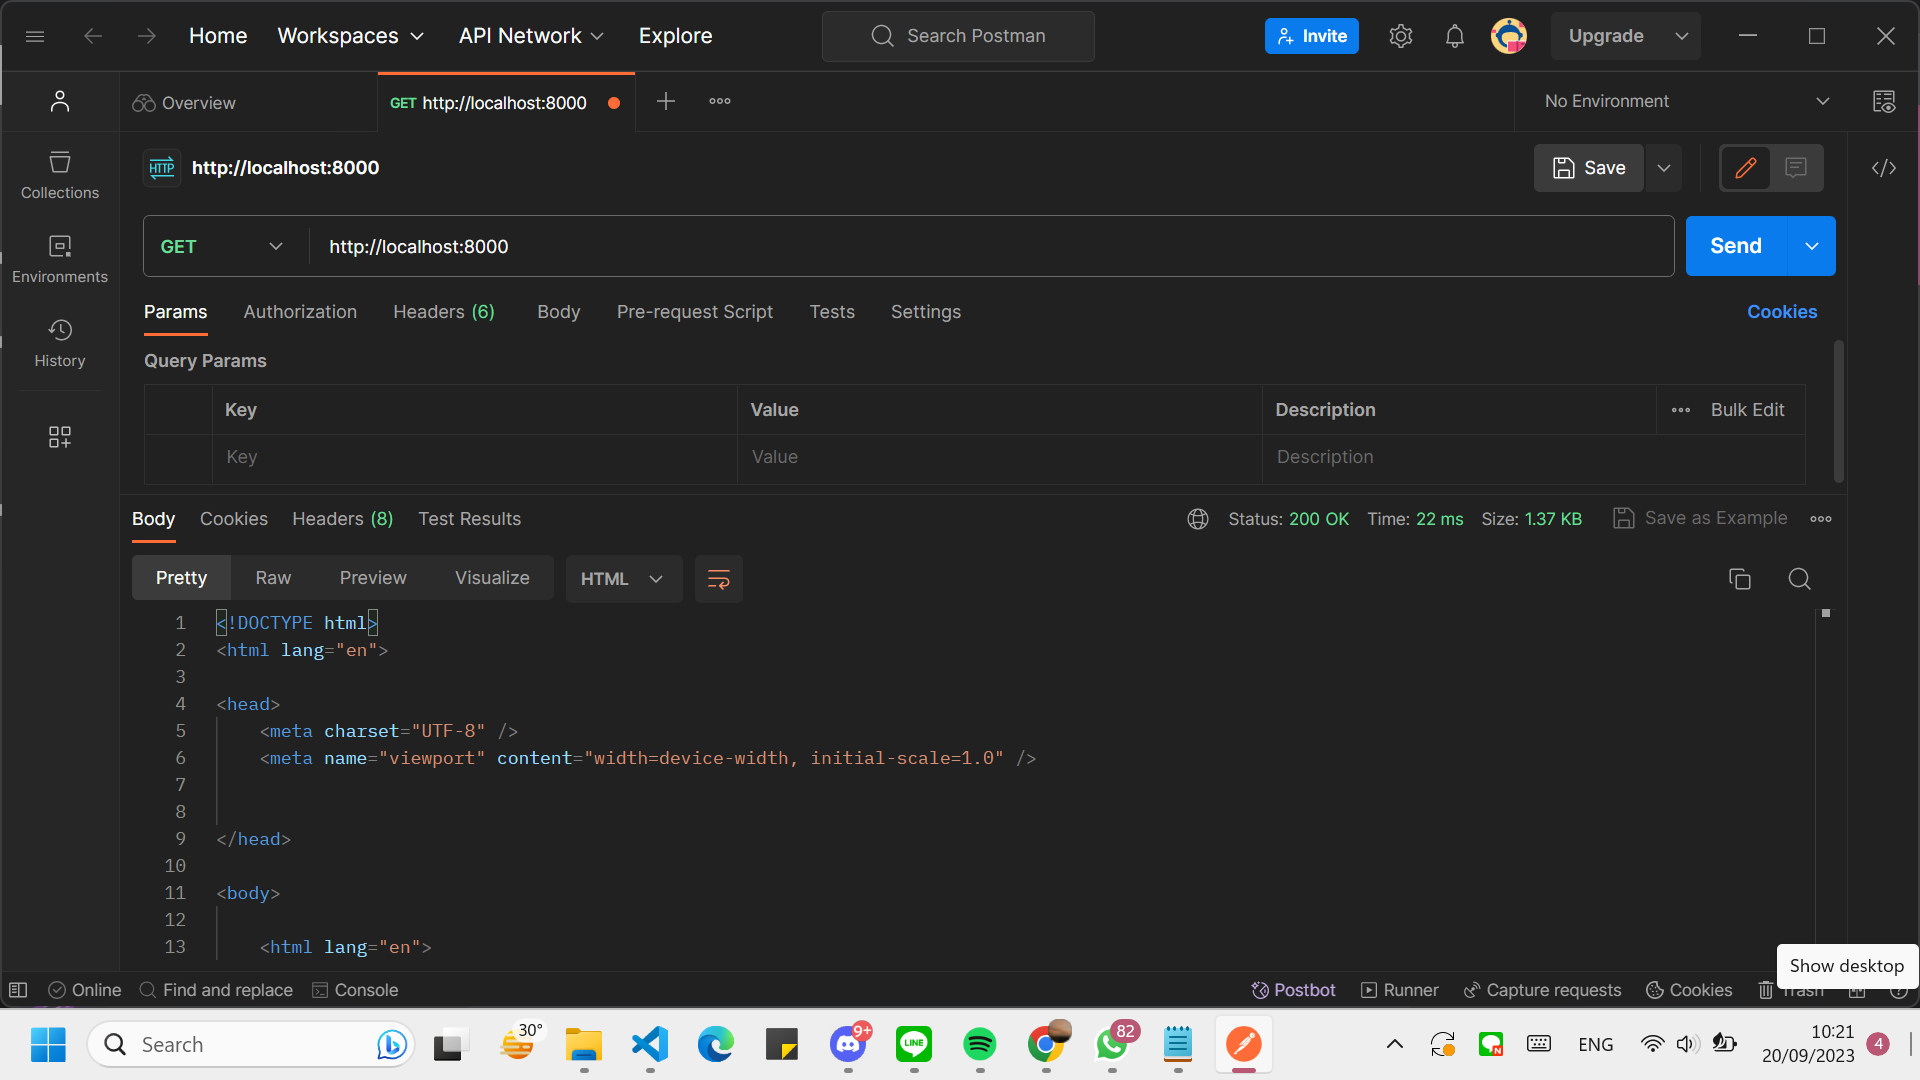 Home
Workspaces
API Network
Explore
Search Postman
Invite
Upgrade
Overview
GET http://localhost:8000
No Environment
HTTP http://localhost:8000
Save
Collections
Environments
History
GET
http://localhost:8000
Send
Params
Authorization
Headers (6)
Body
Pre-request Script
Tests
Settings
Cookies
Query Params
Key
Value
Description
Bulk Edit
Key
Value
Description
Body
Cookies
Headers (8)
Test Results
Status: 200 OK
Time: 22 ms
Size: 1.37 KB
Save as Example
Pretty
Raw
Preview
Visualize
HTML
1 <!DOCTYPE html>
2 <html lang="en">
3
4 <head>
5 <meta charset="UTF-8" />
6 <meta name="viewport" content="width=device-width, initial-scale=1.0" />
7
8
9 </head>
10
11 <body>
12
13 <html lang="en">
Show desktop
Online
Find and replace
Console
Postbot
Runner
Capture requests
Cookies
Trash
Search
30°
9+
LINE
82
ENG
10:21
20/09/2023
4